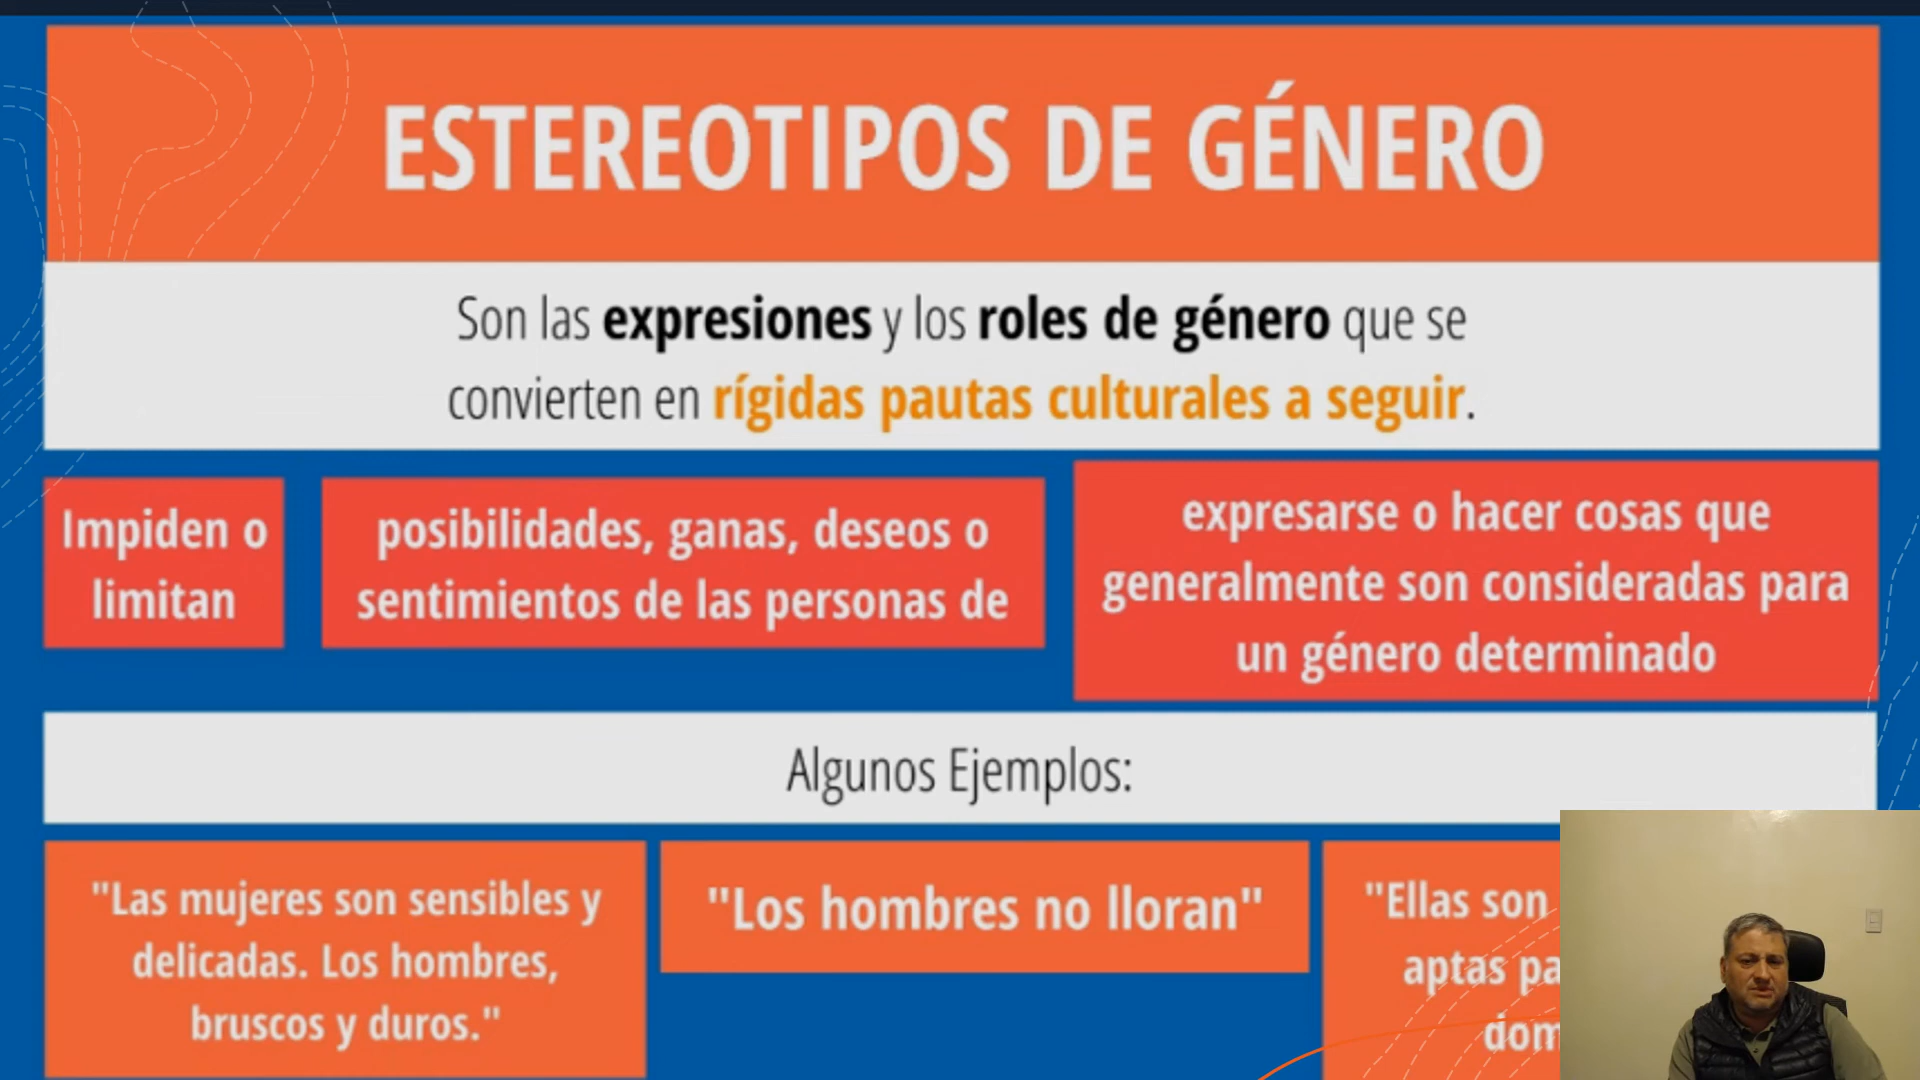 ESTEREOTIPOS DE GÉNERO
Son las expresiones y los roles de género que se
convierten en rígidas pautas culturales a seguir.
Impiden o
limitan
posibilidades, ganas, deseos o
sentimientos de las personas de
expresarse o hacer cosas que
generalmente son consideradas para
un género determinado
Algunos Ejemplos:
"Las mujeres son sensibles y
delicadas. Los hombres,
bruscos y duros."
"Los hombres no lloran"
"Ellas son
aptas